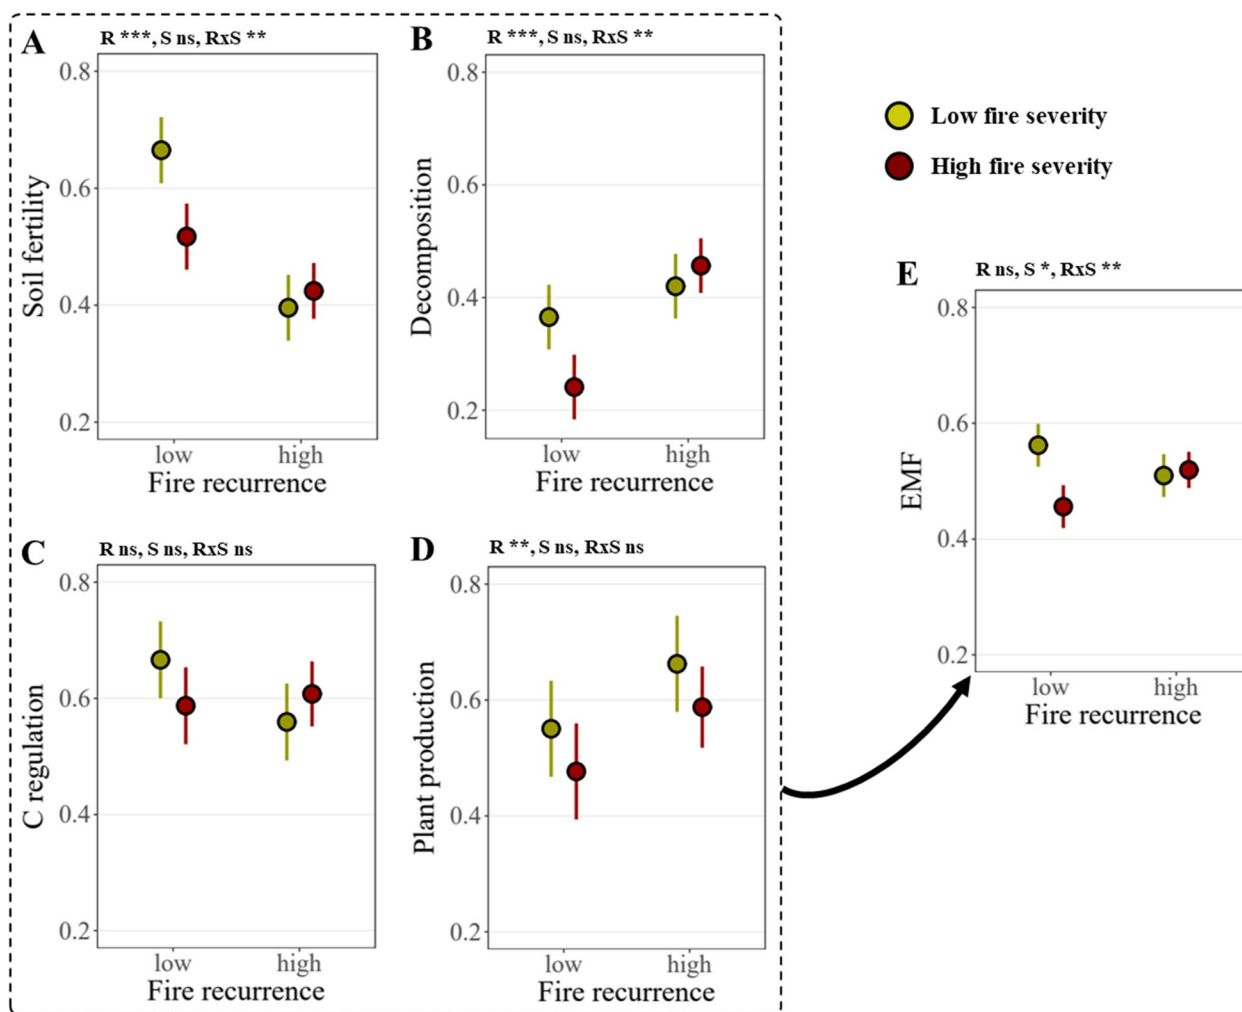 A
R ***, S ns, RxS **
0.8
0.6
0.4
0.2
Soil fertility
low high
Fire recurrence
B
R ***, S ns, RxS **
0.8
0.6
0.4
0.2
Decomposition
low high
Fire recurrence
Low fire severity
High fire severity
C
R ns, S ns, RxS ns
0.8
0.6
0.4
0.2
C regulation
low high
Fire recurrence
D
R **, S ns, RxS ns
0.8
0.6
0.4
0.2
Plant production
low high
Fire recurrence
E
R ns, S *, RxS **
0.8
0.6
0.4
0.2
EMF
low high
Fire recurrence